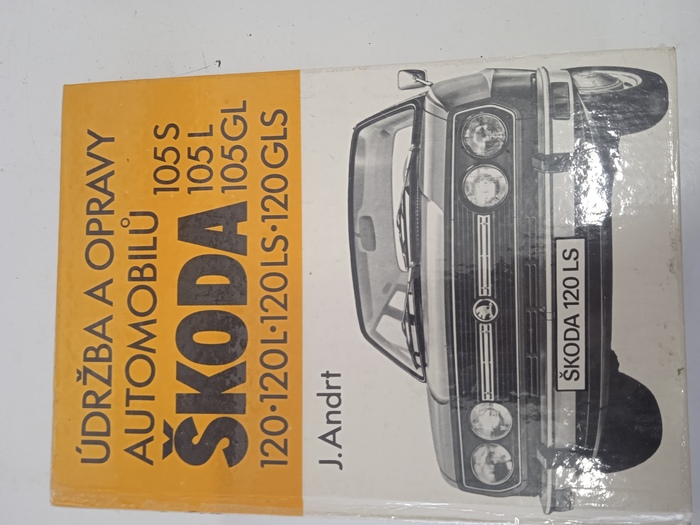 ÚDRŽBA A OPRAVY
AUTOMOBILŮ 105 S
ŠKODA 105 L
105 GL
120·120L·120LS·120GLS
J. Andrt
ŠKODA 120 LS